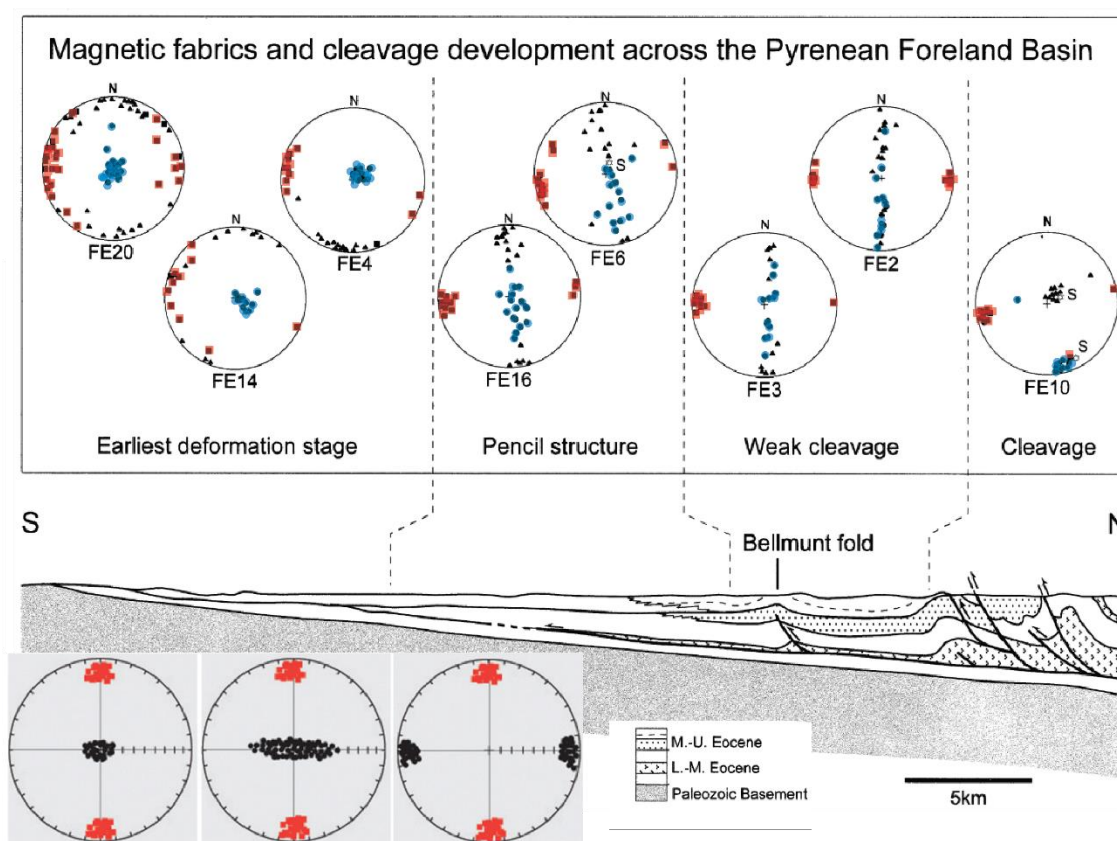 Magnetic fabrics and cleavage development across the Pyrenean Foreland Basin
N
FE20
N
FE4
N
FE14
N
S
FE6
N
FE16
N
FE2
N
FE3
N
S
S
FE10
Earliest deformation stage
Pencil structure
Weak cleavage
Cleavage
S
N
Bellmunt fold
M.-U. Eocene
L.-M. Eocene
Paleozoic Basement
5km